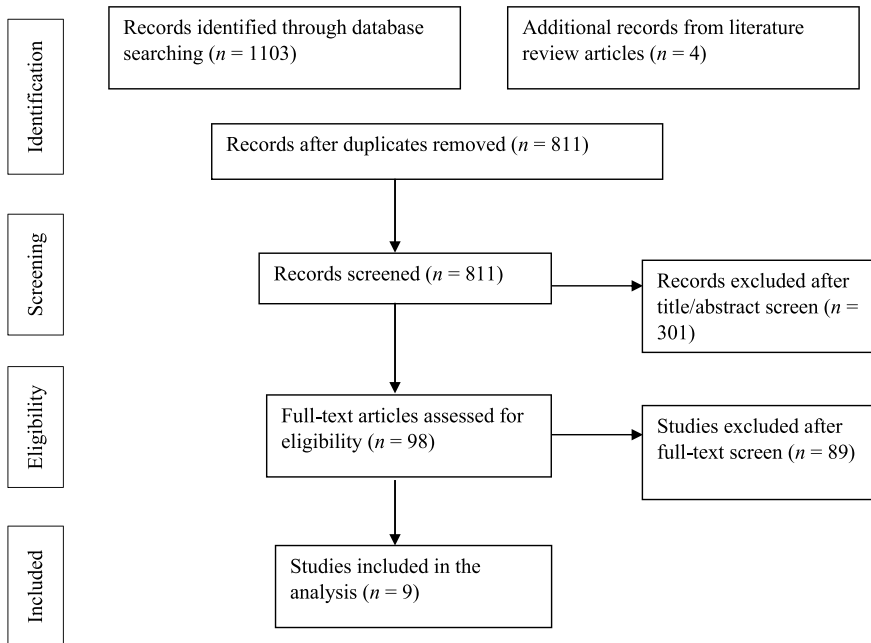 Identification
Records identified through database
searching (n = 1103)
Additional records from literature
review articles (n = 4)
Records after duplicates removed (n = 811)
Screening
Records screened (n = 811)
Records excluded after
title/abstract screen (n =
301)
Eligibility
Full-text articles assessed for
eligibility (n = 98)
Studies excluded after
full-text screen (n = 89)
Included
Studies included in the
analysis (n = 9)